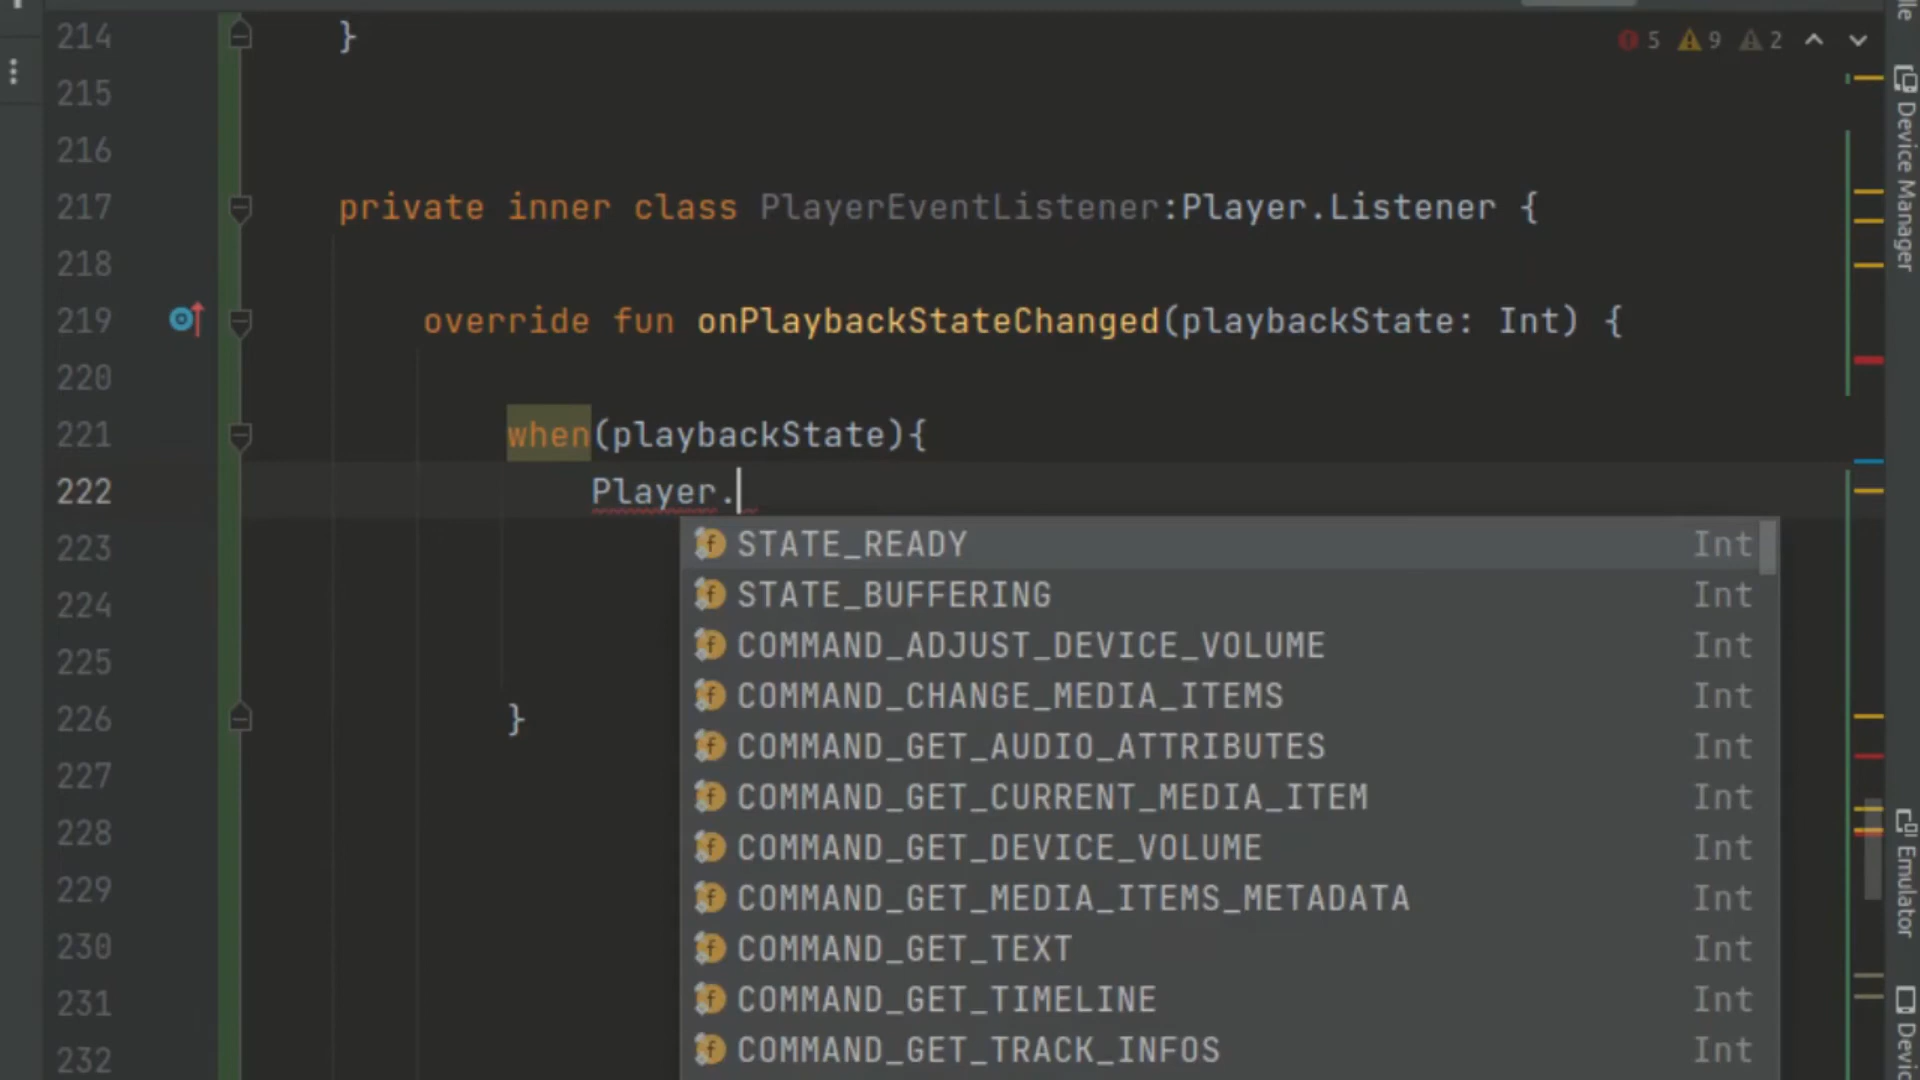 214 }
5 9 2
215
216
217 private inner class PlayerEventListener:Player.Listener {
218
219 override fun onPlaybackStateChanged(playbackState: Int) {
220
221 when(playbackState){
222 Player.
223
224
225
226 }
227
228
229
230
231
232
STATE_READY Int
STATE_BUFFERING Int
COMMAND_ADJUST_DEVICE_VOLUME Int
COMMAND_CHANGE_MEDIA_ITEMS Int
COMMAND_GET_AUDIO_ATTRIBUTES Int
COMMAND_GET_CURRENT_MEDIA_ITEM Int
COMMAND_GET_DEVICE_VOLUME Int
COMMAND_GET_MEDIA_ITEMS_METADATA Int
COMMAND_GET_TEXT Int
COMMAND_GET_TIMELINE Int
COMMAND_GET_TRACK_INFOS Int
Device Manager
Emulator